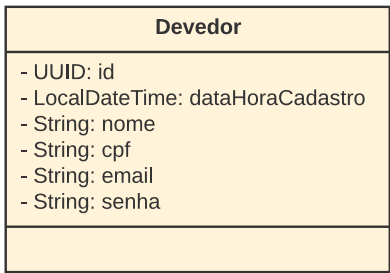 Devedor
- UUID: id
- LocalDateTime: dataHoraCadastro
- String: nome
- String: cpf
- String: email
- String: senha